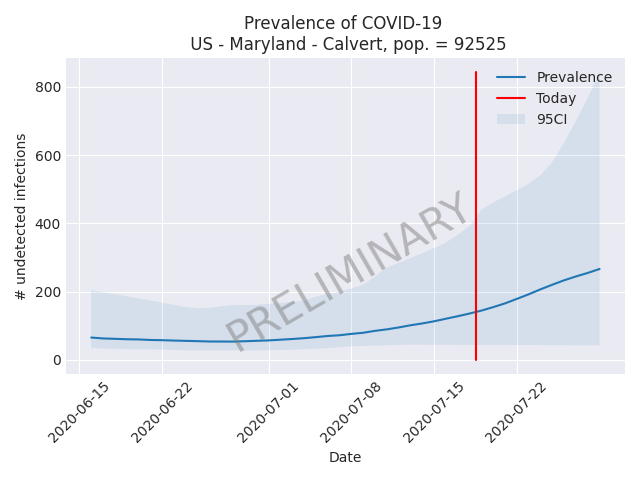 Prevalence of COVID-19
US - Maryland - Calvert, pop. = 92525
Prevalence
Today
95CI
800
600
400
200
0
# undetected infections
PRELIMINARY
2020-06-15
2020-06-22
2020-07-01
2020-07-08
2020-07-15
2020-07-22
Date